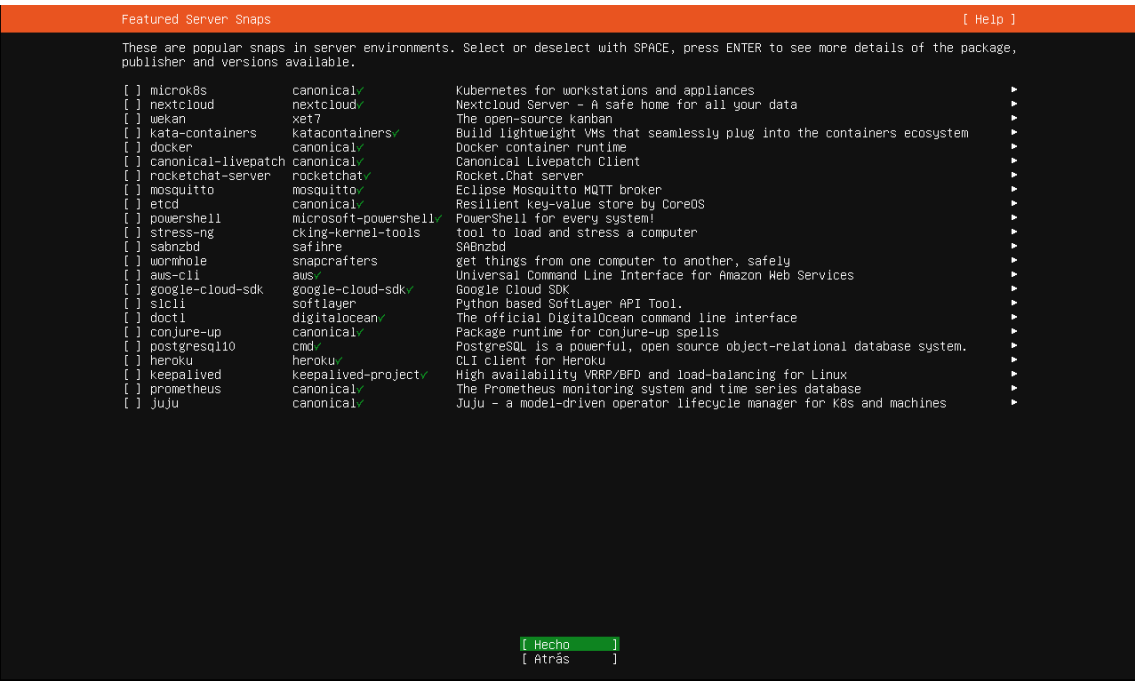 Featured Server Snaps [ Help ]
These are popular snaps in server environments. Select or deselect with SPACE, press ENTER to see more details of the package,
publisher and versions available.
[ ] microk8s canonical✓ Kubernetes for workstations and appliances ▸
[ ] nextcloud nextcloud✓ Nextcloud Server – A safe home for all your data ▸
[ ] wekan xet7 The open-source kanban ▸
[ ] kata-containers katacontainers✓ Build lightweight VMs that seamlessly plug into the containers ecosystem ▸
[ ] docker canonical✓ Docker container runtime ▸
[ ] canonical-livepatch canonical✓ Canonical Livepatch Client ▸
[ ] rocketchat-server rocketchat✓ Rocket.Chat server ▸
[ ] mosquitto mosquitto✓ Eclipse Mosquitto MQTT broker ▸
[ ] etcd canonical✓ Resilient key-value store by CoreOS ▸
[ ] powershell microsoft-powershell✓ PowerShell for every system! ▸
[ ] stress-ng cking-kernel-tools tool to load and stress a computer ▸
[ ] sabnzbd safihre SABnzbd ▸
[ ] wormhole snapcrafters get things from one computer to another, safely ▸
[ ] aws-cli aws✓ Universal Command Line Interface for Amazon Web Services ▸
[ ] google-cloud-sdk google-cloud-sdk✓ Google Cloud SDK ▸
[ ] slcli softlayer Python based SoftLayer API Tool. ▸
[ ] doctl digitalocean✓ The official DigitalOcean command line interface ▸
[ ] conjure-up canonical✓ Package runtime for conjure-up spells ▸
[ ] postgresql10 cmd✓ PostgreSQL is a powerful, open source object-relational database system. ▸
[ ] heroku heroku✓ CLI client for Heroku ▸
[ ] keepalived keepalived-project✓ High availability VRRP/BFD and load-balancing for Linux ▸
[ ] prometheus canonical✓ The Prometheus monitoring system and time series database ▸
[ ] juju canonical✓ Juju – a model-driven operator lifecycle manager for K8s and machines ▸
[ Hecho ]
[ Atrás ]